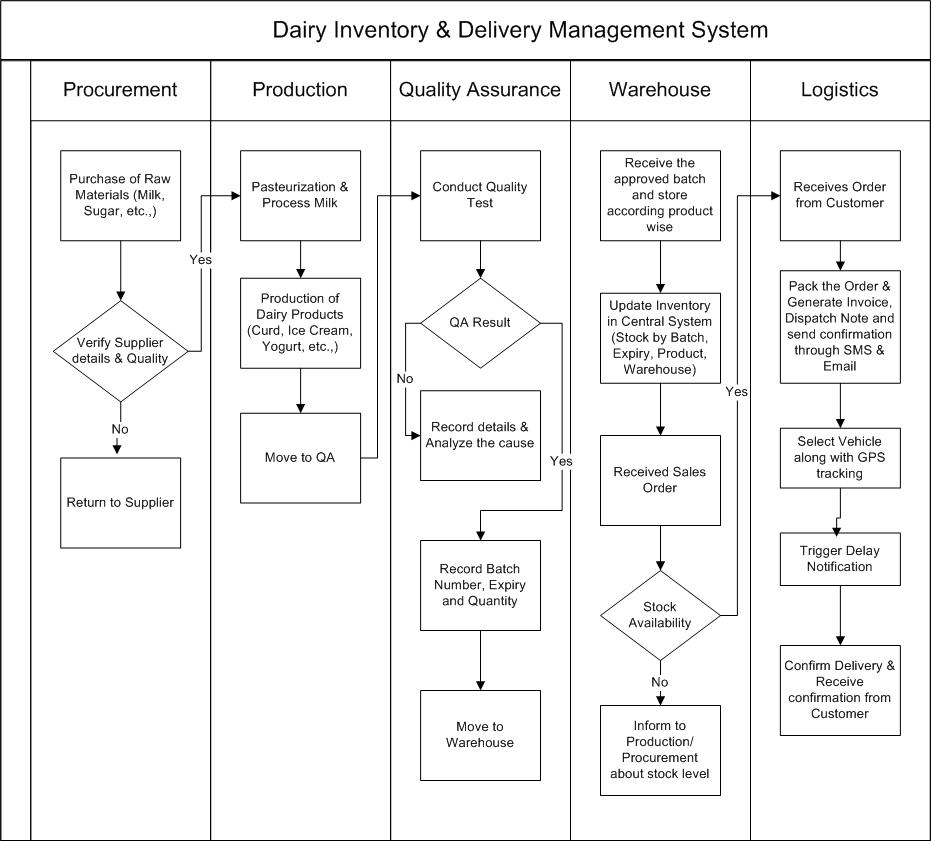 Dairy Inventory & Delivery Management System
Procurement
Production
Quality Assurance
Warehouse
Logistics
Purchase of Raw
Materials (Milk,
Sugar, etc.,)
Verify Supplier
details & Quality
Yes
No
Return to Supplier
Pasteurization &
Process Milk
Production of
Dairy Products
(Curd, Ice Cream,
Yogurt, etc.,)
Move to QA
Conduct Quality
Test
QA Result
No
Record details &
Analyze the cause
Yes
Record Batch
Number, Expiry
and Quantity
Move to
Warehouse
Receive the
approved batch
and store
according product
wise
Update Inventory
in Central System
(Stock by Batch,
Expiry, Product,
Warehouse)
Received Sales
Order
Stock
Availability
Yes
No
Inform to
Production/
Procurement
about stock level
Receives Order
from Customer
Pack the Order &
Generate Invoice,
Dispatch Note and
send confirmation
through SMS &
Email
Select Vehicle
along with GPS
tracking
Trigger Delay
Notification
Confirm Delivery &
Receive
confirmation from
Customer